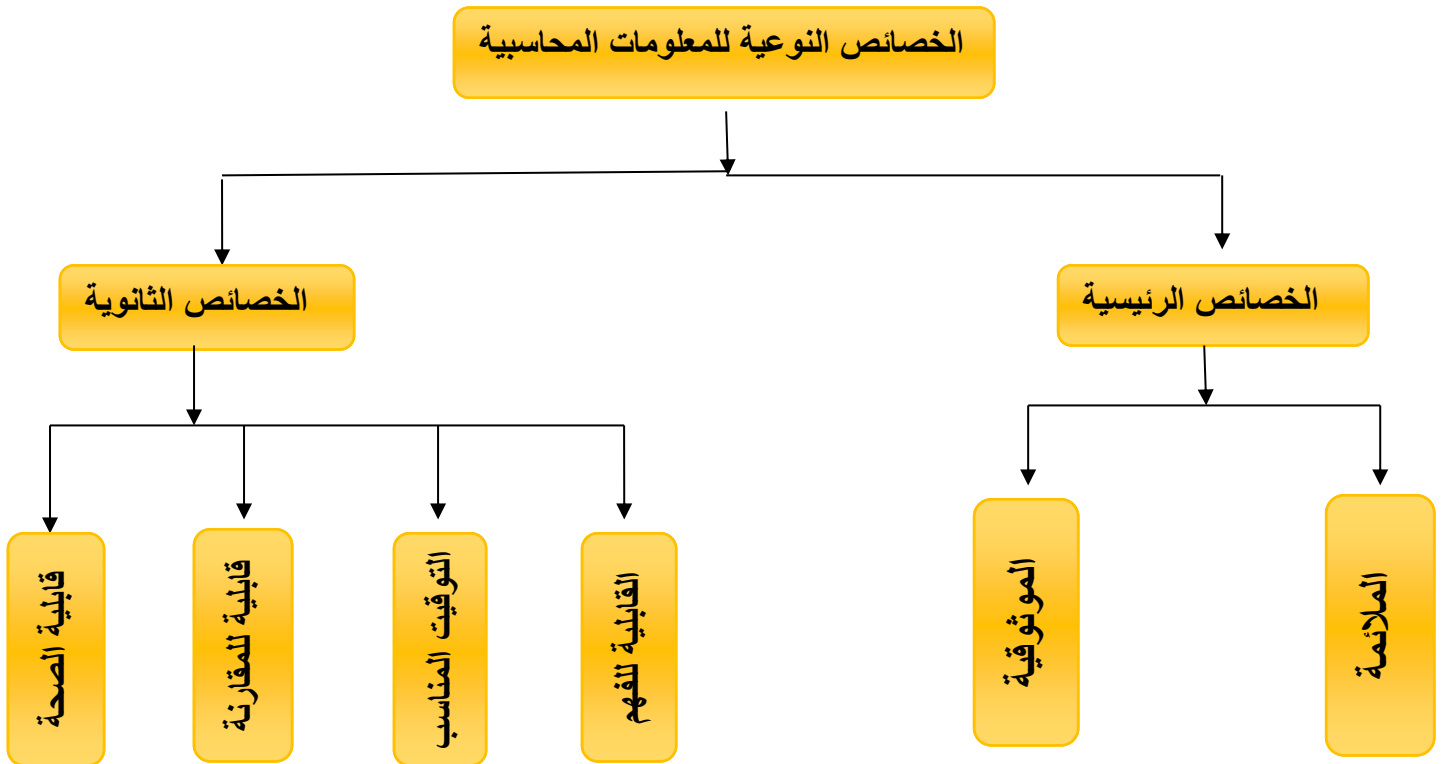 الخصائص النوعية للمعلومات المحاسبية
الخصائص الرئيسية
الخصائص الثانوية
الملائمة
الموثوقية
القابلية للفهم
التوقيت المناسب
قابلية للمقارنة
قابلية الصحة